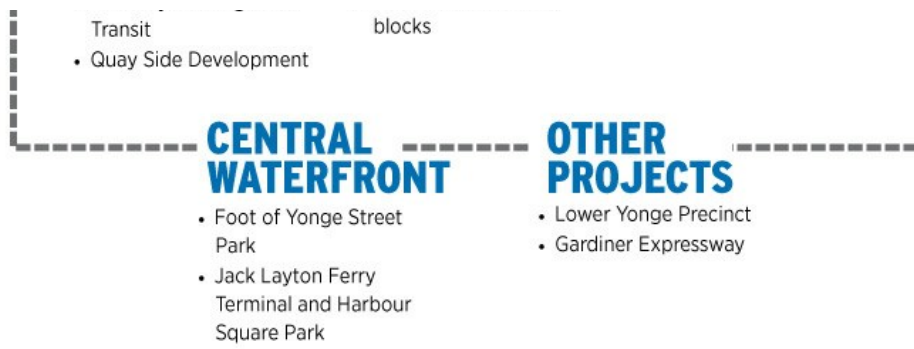 Transit
• Quay Side Development
blocks
CENTRAL
WATERFRONT
• Foot of Yonge Street
Park
• Jack Layton Ferry
Terminal and Harbour
Square Park
OTHER
PROJECTS
• Lower Yonge Precinct
• Gardiner Expressway